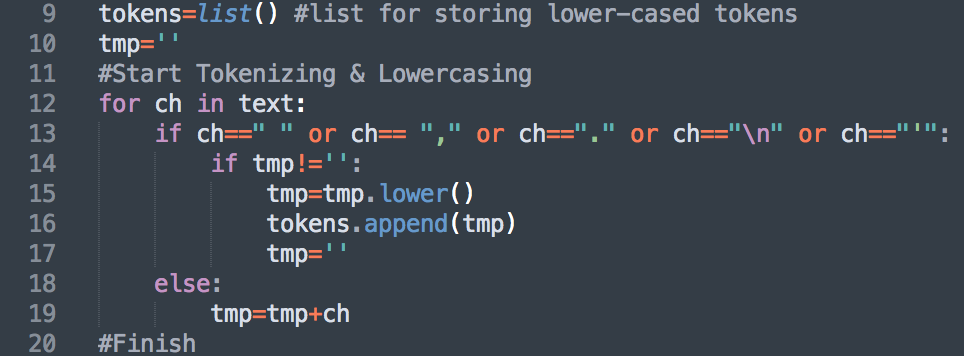 9 tokens=list() #list for storing lower-cased tokens
10 tmp=''
11 #Start Tokenizing & Lowercasing
12 for ch in text:
13     if ch==" " or ch== "," or ch=="." or ch=="\n" or ch=="'":
14         if tmp!='':
15             tmp=tmp.lower()
16             tokens.append(tmp)
17             tmp=''
18     else:
19         tmp=tmp+ch
20 #Finish